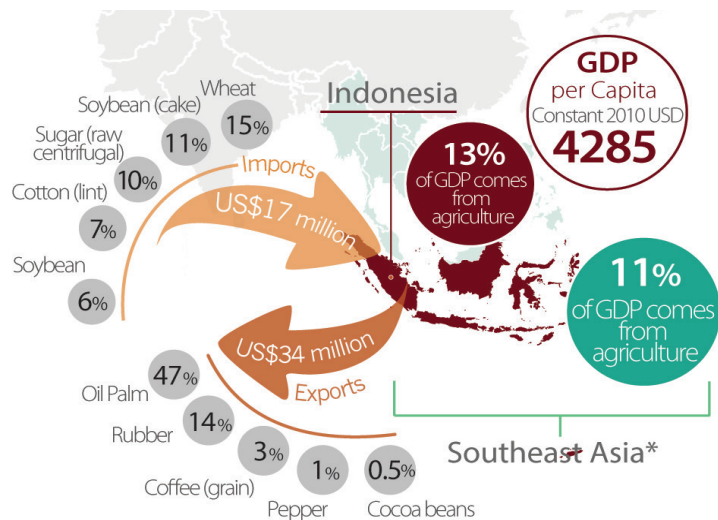 Indonesia
GDP
per Capita
Constant 2010 USD
4285
13%
of GDP comes
from
agriculture
11%
of GDP comes
from
agriculture
Southeast Asia*
Imports
US$17 million
Wheat
15%
Soybean (cake)
11%
Sugar (raw
centrifugal)
10%
Cotton (lint)
7%
Soybean
6%
US$34 million
Exports
47%
Oil Palm
14%
Rubber
3%
Coffee (grain)
1%
Pepper
0.5%
Cocoa beans